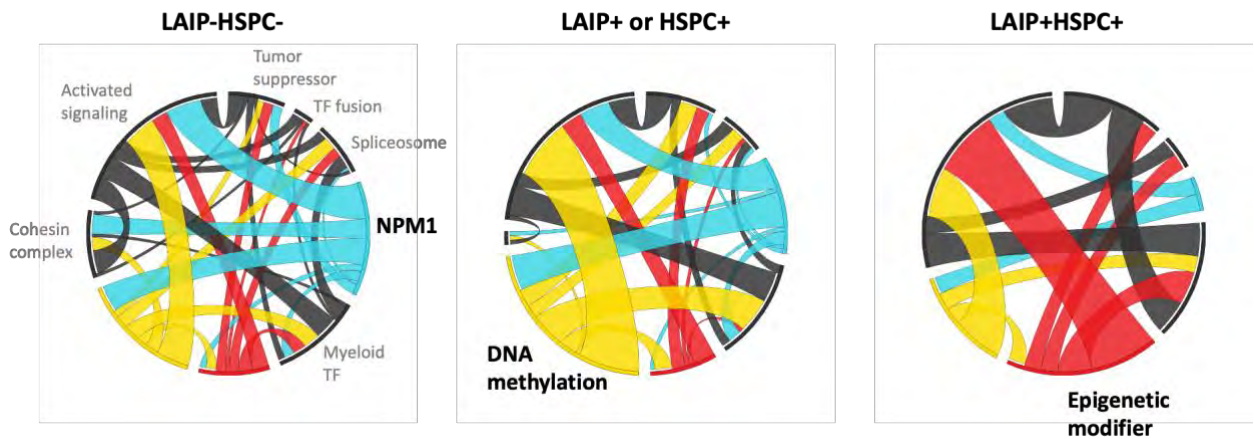 LAIP-HSPC-
LAIP+ or HSPC+
LAIP+HSPC+
Tumor
suppressor
Activated
signaling
TF fusion
Spliceosome
NPM1
Cohesin
complex
Myeloid
TF
DNA
methylation
Epigenetic
modifier